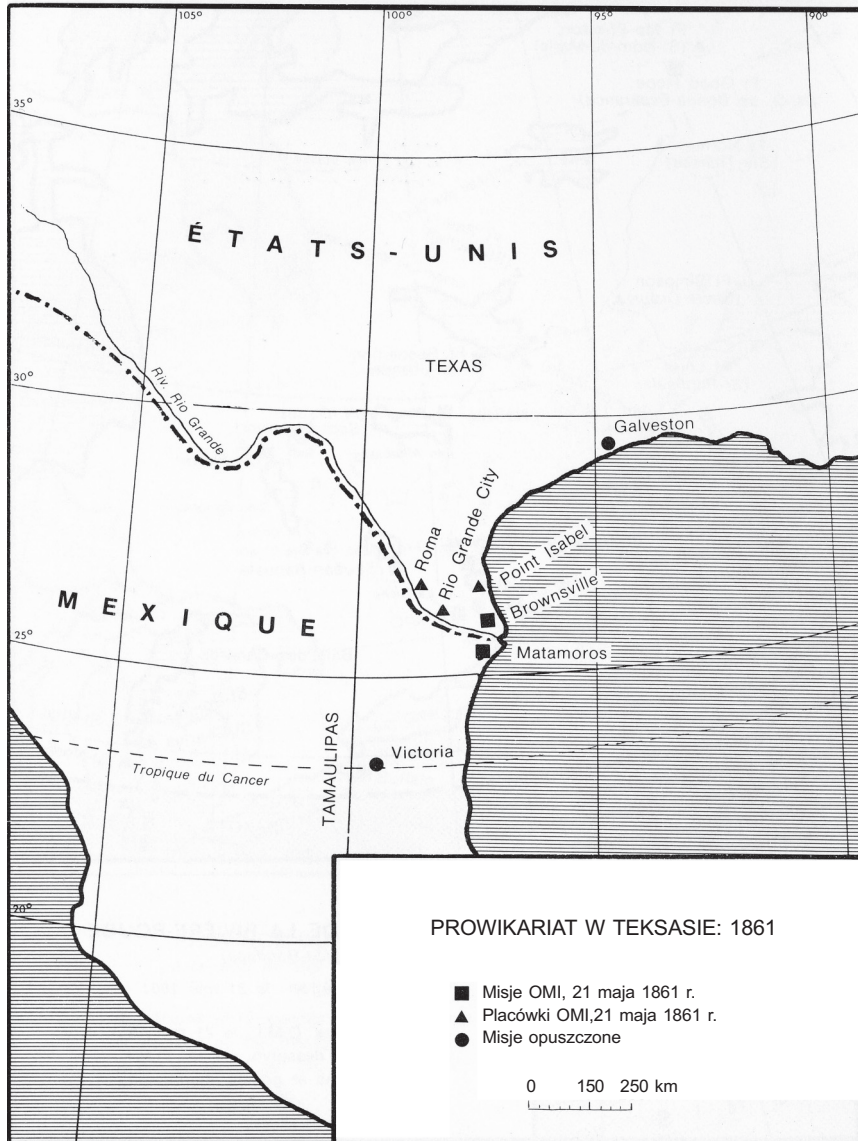 105°
100°
95°
90°
35°
ÉTATS-UNIS
TEXAS
30°
Riv. Rio Grande
Galveston
Roma
Rio Grande City
Point Isabel
Brownsville
MEXIQUE
25°
Matamoros
TAMAULIPAS
Victoria
Tropique du Cancer
20°
PROWIKARIAT W TEKSASIE: 1861
Misje OMI, 21 maja 1861 r.
Placówki OMI,21 maja 1861 r.
Misje opuszczone
0 150 250 km